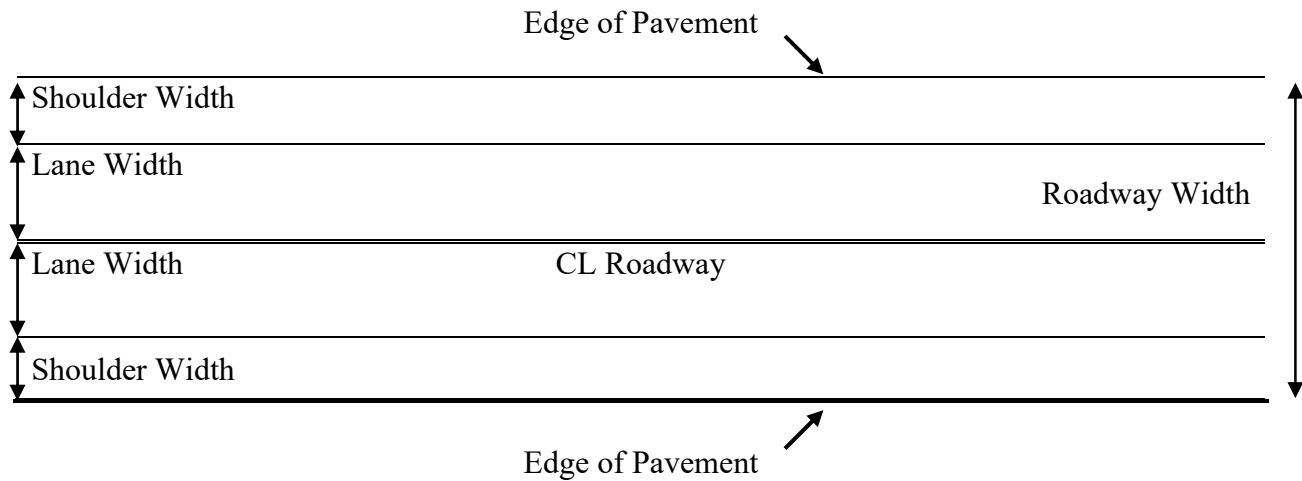 Edge of Pavement
Shoulder Width
Lane Width
Roadway Width
Lane Width
CL Roadway
Shoulder Width
Edge of Pavement